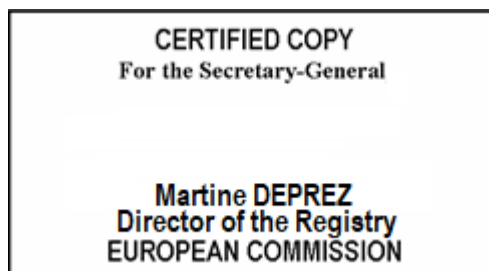 CERTIFIED COPY
For the Secretary-General
Martine DEPREZ
Director of the Registry
EUROPEAN COMMISSION